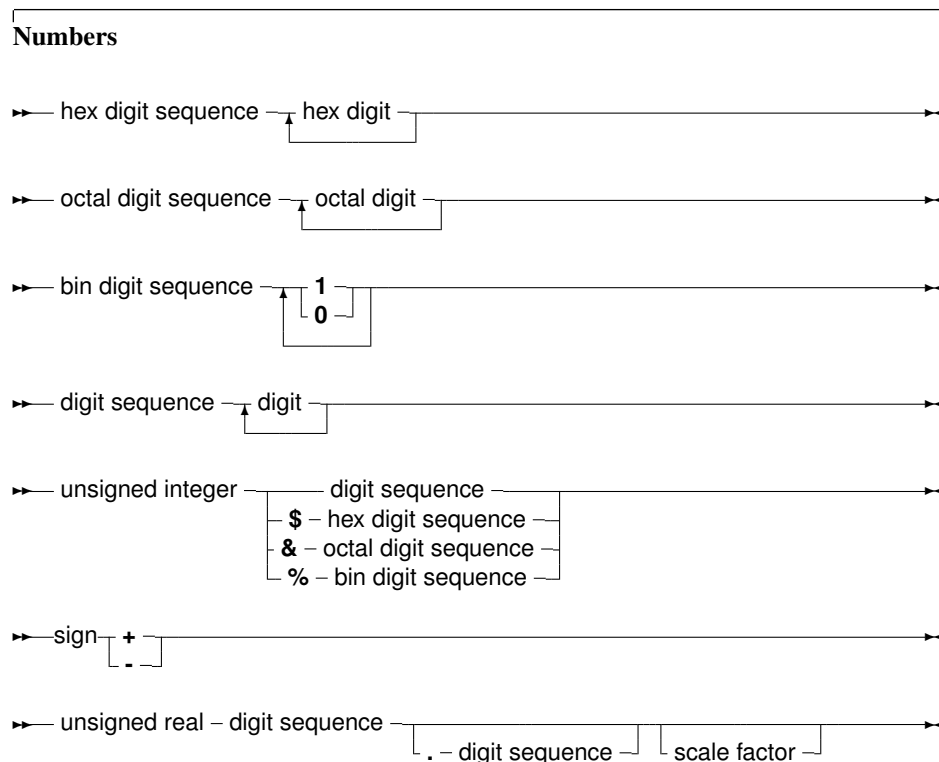 Numbers
hex digit sequence hex digit
octal digit sequence octal digit
bin digit sequence 1
0
digit sequence digit
unsigned integer digit sequence
$ hex digit sequence
& octal digit sequence
% bin digit sequence
sign +
-
unsigned real digit sequence
. digit sequence scale factor